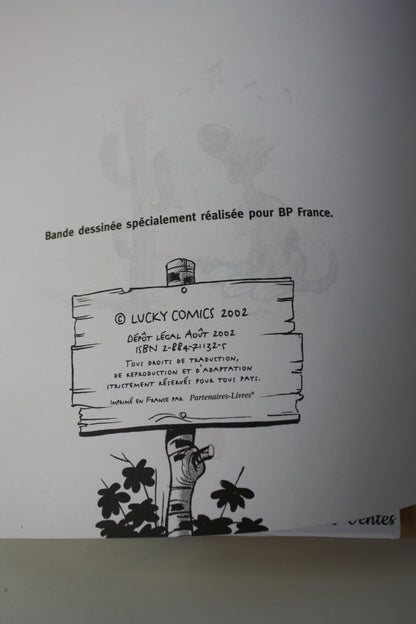 Bande dessinée spécialement réalisée pour BP France.
© LUCKY COMICS 2002
DÉPÔT LÉGAL AOÛT 2002
ISBN 2-884-71132-5
TOUS DROITS DE TRADUCTION,
DE REPRODUCTION ET D'ADAPTATION
STRICTEMENT RÉSERVÉS POUR TOUS PAYS.
IMPRIMÉ EN FRANCE PAR Partenaires-Livres®